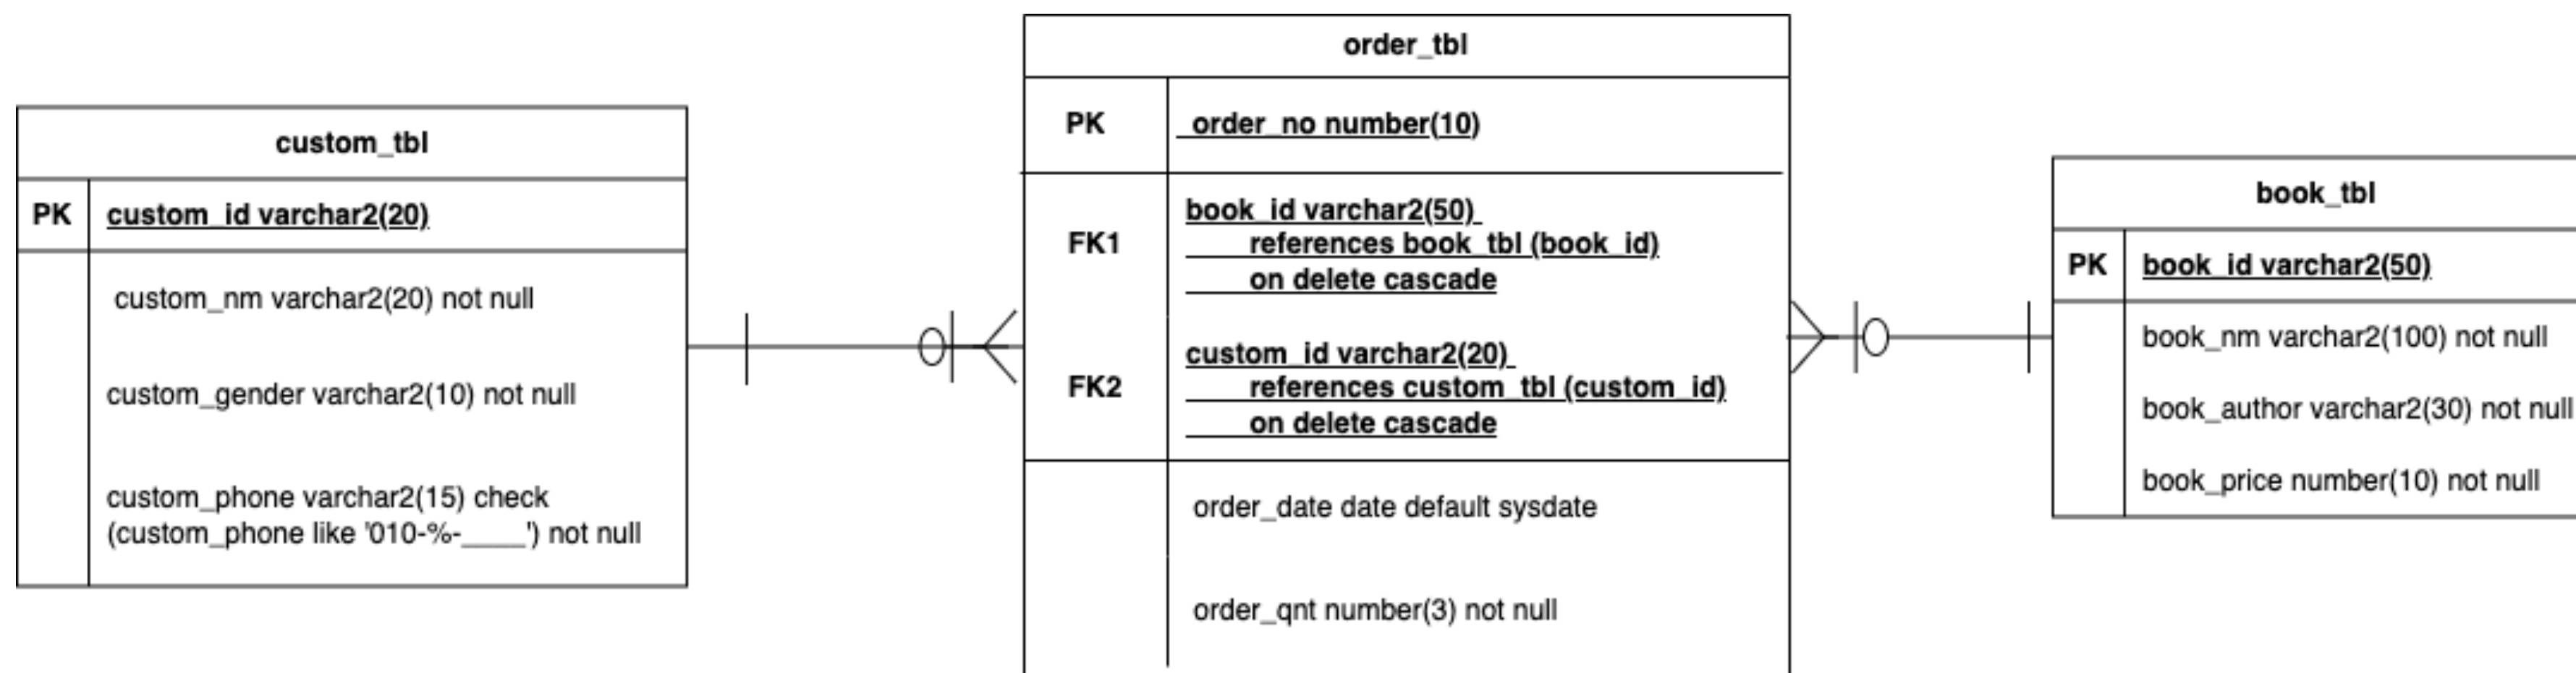 custom_tbl
PK custom_id varchar2(20)
custom_nm varchar2(20) not null
custom_gender varchar2(10) not null
custom_phone varchar2(15) check
(custom_phone like '010-%-____') not null
order_tbl
PK order_no number(10)
book_id varchar2(50)
FK1 references book_tbl (book_id)
on delete cascade
custom_id varchar2(20)
FK2 references custom_tbl (custom_id)
on delete cascade
order_date date default sysdate
order_qnt number(3) not null
book_tbl
PK book_id varchar2(50)
book_nm varchar2(100) not null
book_author varchar2(30) not null
book_price number(10) not null